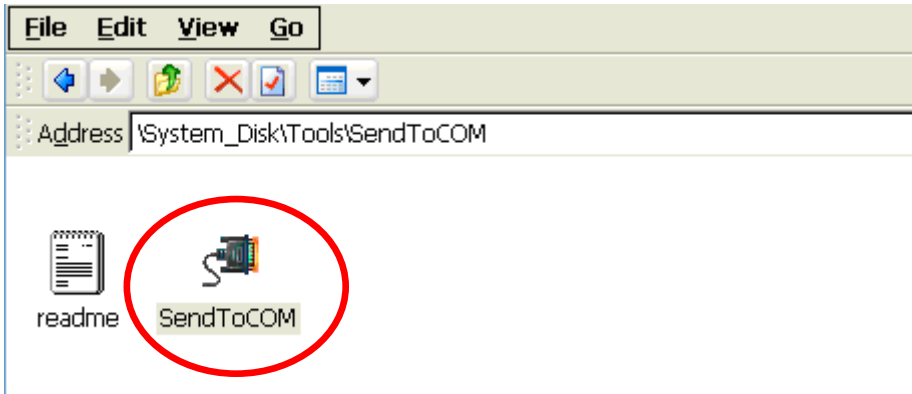 File Edit View Go
Address \System_Disk\Tools\SendToCOM
readme SendToCOM